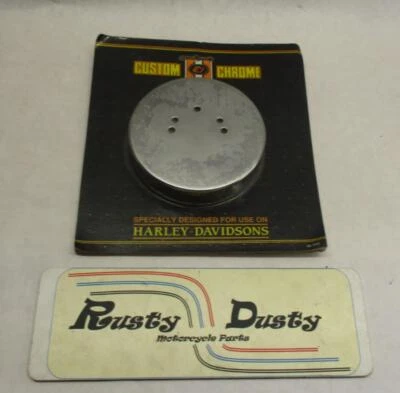 CUSTOM CHROME
SPECIALLY DESIGNED FOR USE ON
HARLEY-DAVIDSONS
Rusty Dusty
Motorcycle Parts